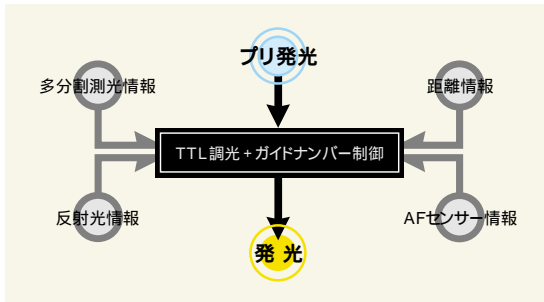 プリ発光
多分割測光情報
距離情報
TTL調光+ガイドナンバー制御
反射光情報
AFセンサー情報
発 光